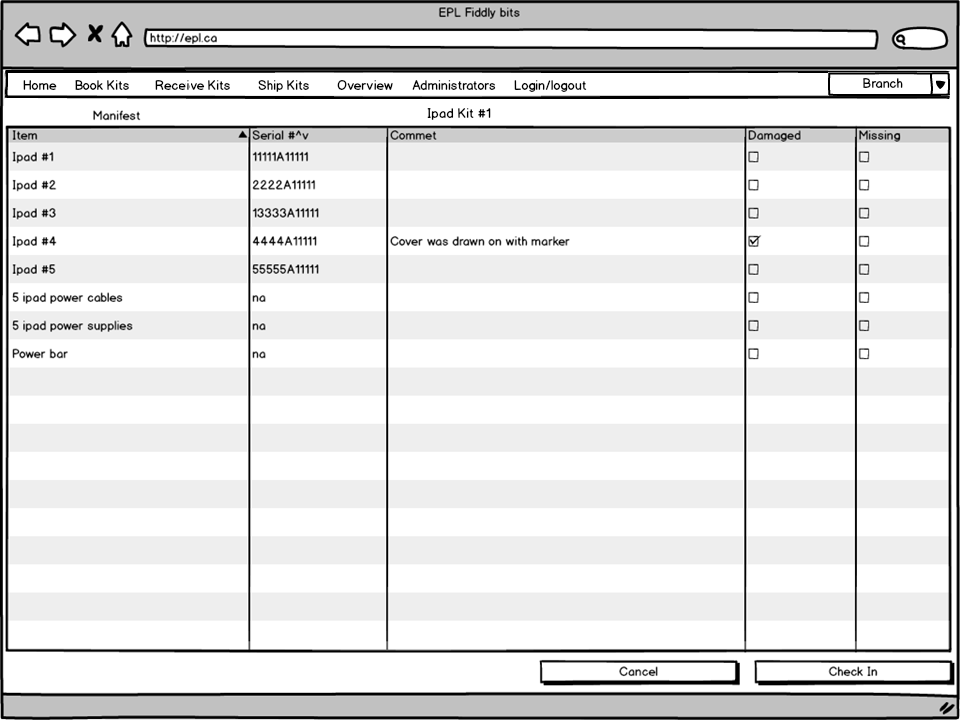 EPL Fiddly bits
http://epl.ca
Home Book Kits Receive Kits Ship Kits Overview Administrators Login/logout Branch
Manifest Ipad Kit #1
Item Serial #^v Commet Damaged Missing
Ipad #1 11111A11111
Ipad #2 2222A11111
Ipad #3 13333A11111
Ipad #4 4444A11111 Cover was drawn on with marker
Ipad #5 55555A11111
5 ipad power cables na
5 ipad power supplies na
Power bar na
Cancel Check In